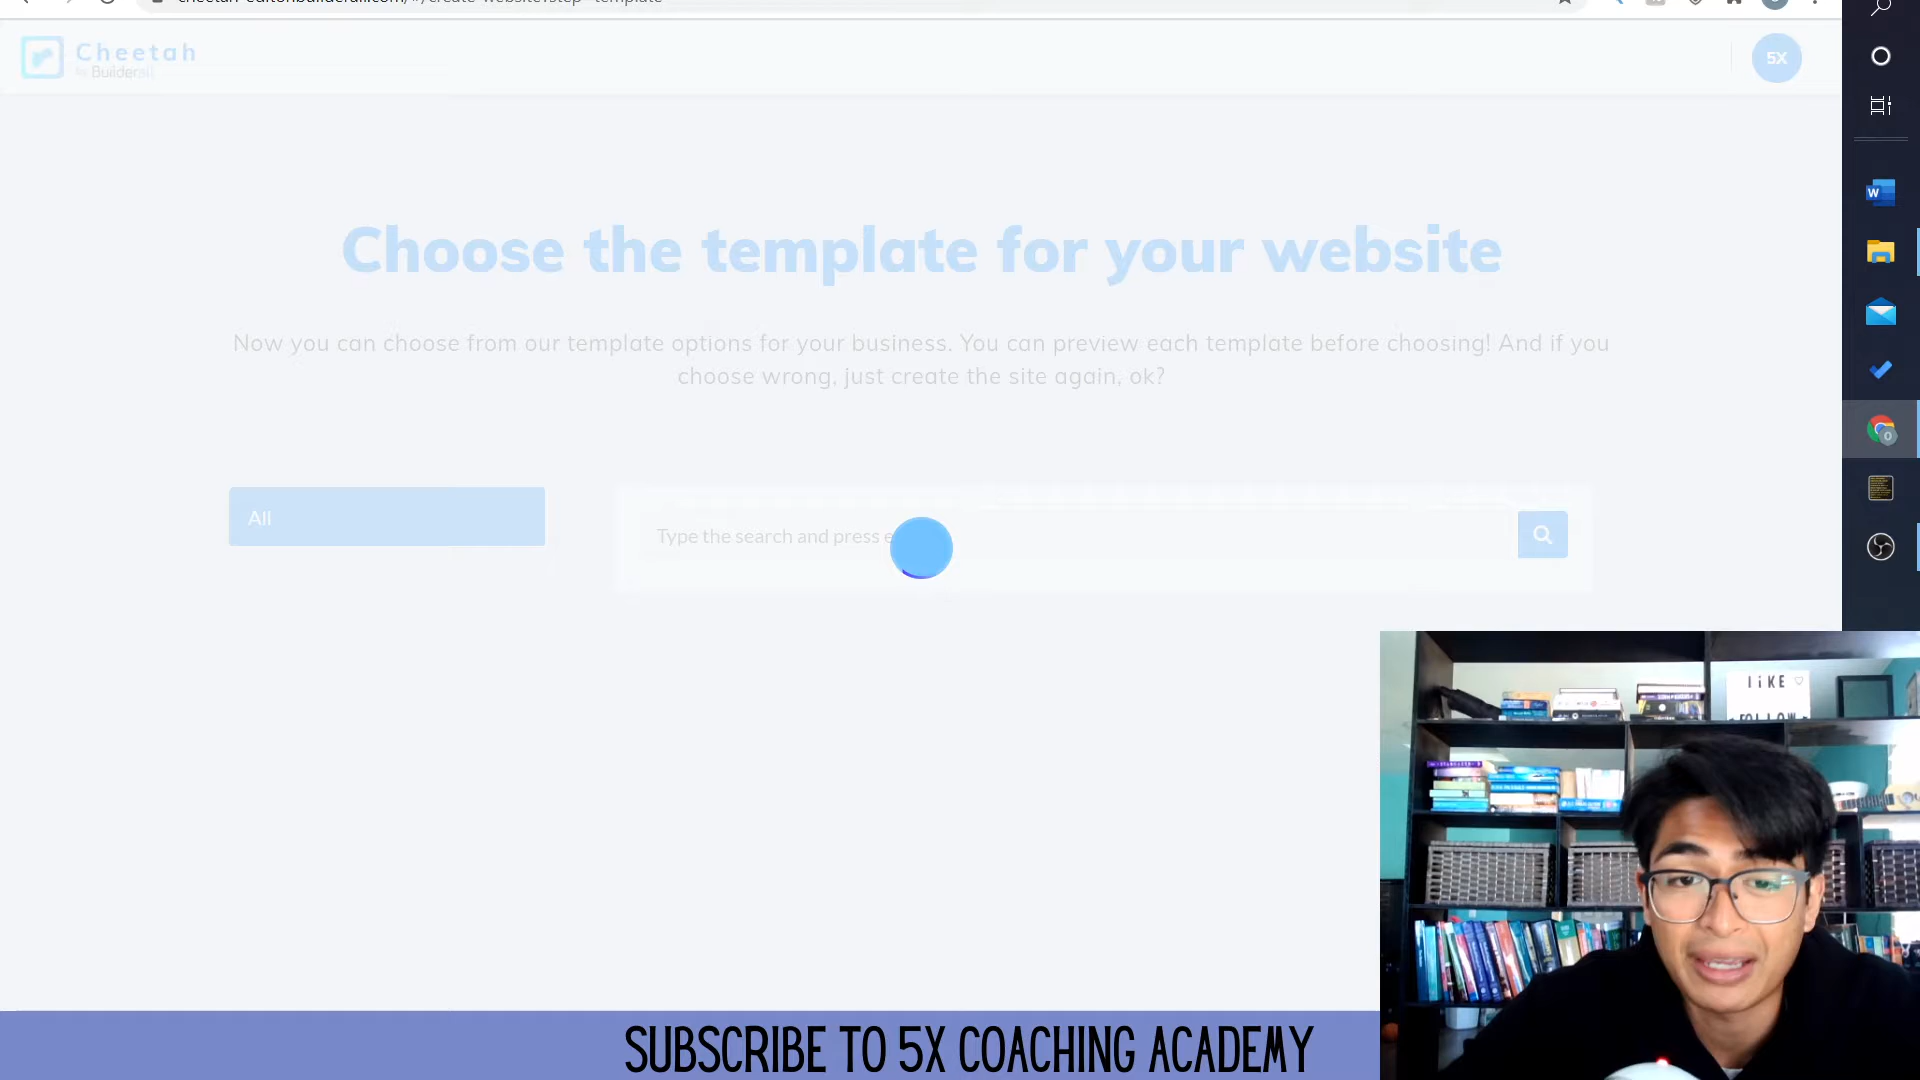 Cheetah
by Builderall
5X
Choose the template for your website
Now you can choose from our template options for your business. You can preview each template before choosing! And if you
choose wrong, just create the site again, ok?
All
Type the search and press e
W
LIKE
FOLLOW
SUBSCRIBE TO 5X COACHING ACADEMY